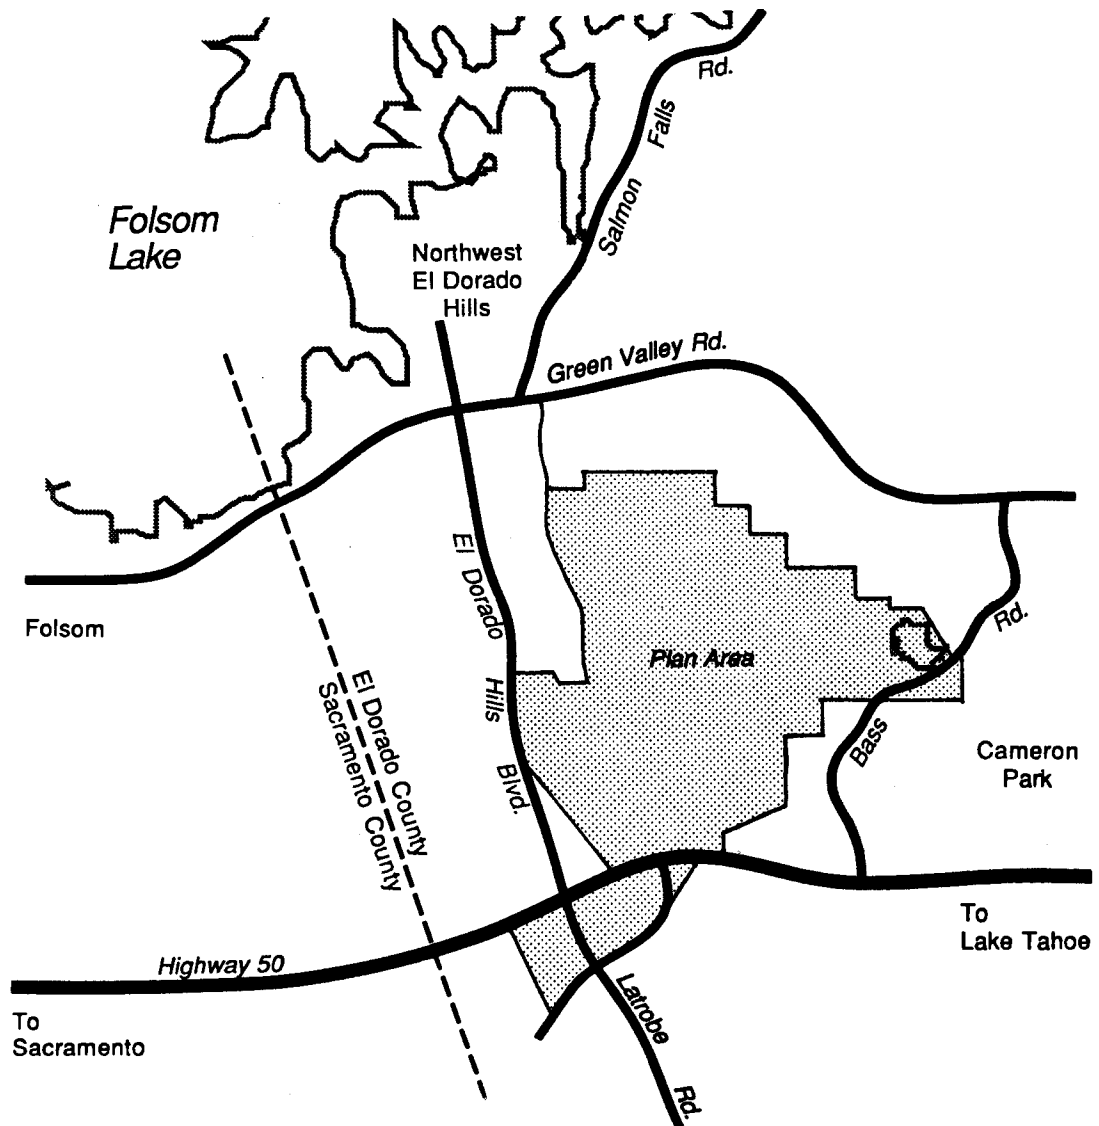 Rd.
Falls
Salmon
Folsom
Lake
Northwest
El Dorado
Hills
Green Valley Rd.
El Dorado
Hills
Blvd.
Folsom
Rd.
Plan Area
Bass
El Dorado County
Sacramento County
Cameron
Park
To
Lake Tahoe
Highway 50
To
Sacramento
Latrobe
Rd.